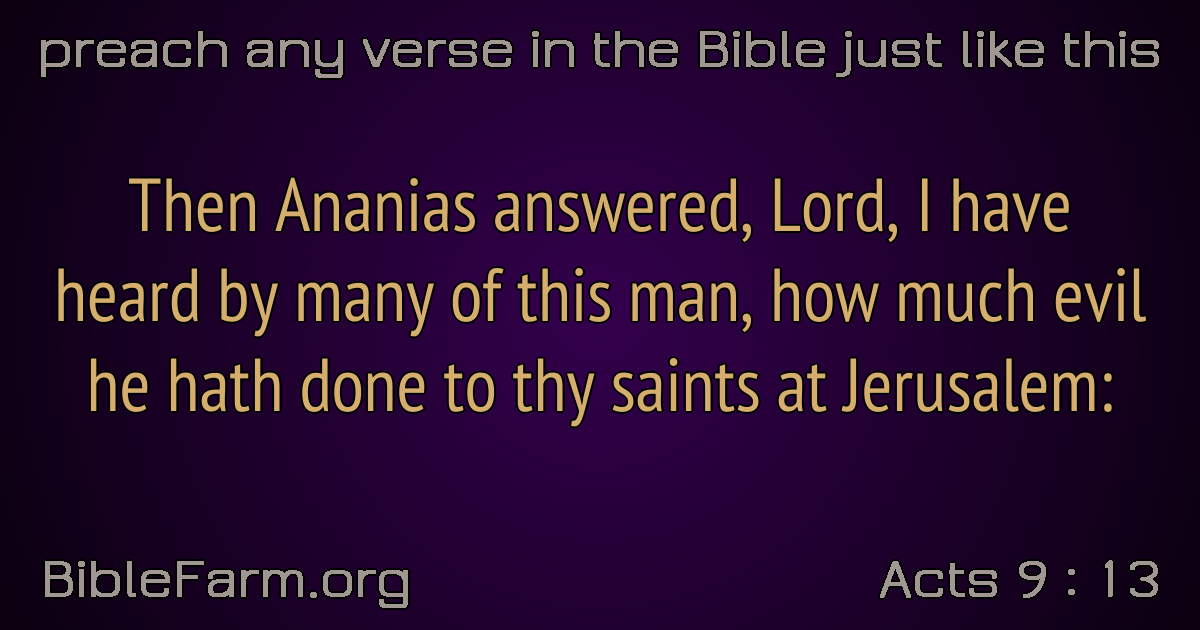 preach any verse in the Bible just like this
Then Ananias answered, Lord, I have
heard by many of this man, how much evil
he hath done to thy saints at Jerusalem:
BibleFarm.org
Acts 9 : 13